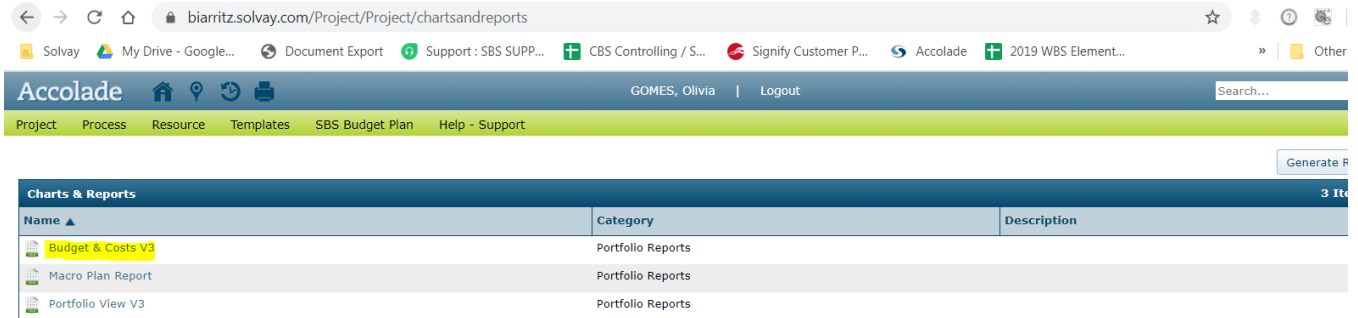 biarritz.solvay.com/Project/Project/chartsandreports
Solvay My Drive - Google... Document Export Support : SBS SUPP... CBS Controlling / S... Signify Customer P... Accolade 2019 WBS Element... » Other
Accolade GOMES, Olivia | Logout Search...
Project Process Resource Templates SBS Budget Plan Help - Support
Generate R
Charts & Reports 3 Ite
Name ▲ Category Description
Budget & Costs V3 Portfolio Reports
Macro Plan Report Portfolio Reports
Portfolio View V3 Portfolio Reports